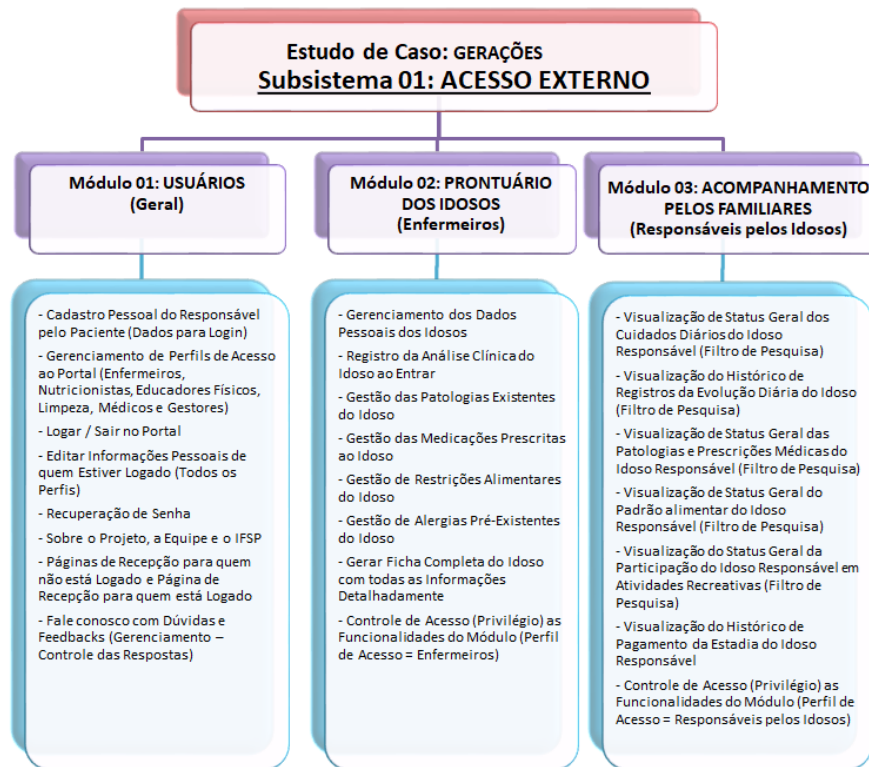 Estudo de Caso: GERAÇÕES
Subsistema 01: ACESSO EXTERNO
Módulo 01: USUÁRIOS
(Geral)
- Cadastro Pessoal do Responsável
pelo Paciente (Dados para Login)
- Gerenciamento de Perfils de Acesso
ao Portal (Enfermeiros,
Nutricionistas, Educadores Físicos,
Limpeza, Médicos e Gestores)
- Logar / Sair no Portal
- Editar Informações Pessoais de
quem Estiver Logado (Todos os
Perfis)
- Recuperação de Senha
- Sobre o Projeto, a Equipe e o IFSP
- Páginas de Recepção para quem
não está Logado e Página de
Recepção para quem está Logado
- Fale conosco com Dúvidas e
Feedbacks (Gerenciamento –
Controle das Respostas)
Módulo 02: PRONTUÁRIO
DOS IDOSOS
(Enfermeiros)
- Gerenciamento dos Dados
Pessoais dos Idosos
- Registro da Análise Clínica do
Idoso ao Entrar
- Gestão das Patologias Existentes
do Idoso
- Gestão das Medicações Prescritas
ao Idoso
- Gestão de Restrições Alimentares
do Idoso
- Gestão de Alergias Pré-Existentes
do Idoso
- Gerar Ficha Completa do Idoso
com todas as Informações
Detalhadamente
- Controle de Acesso (Privilégio) as
Funcionalidades do Módulo (Perfil
de Acesso = Enfermeiros)
Módulo 03: ACOMPANHAMENTO
PELOS FAMILIARES
(Responsáveis pelos Idosos)
- Visualização de Status Geral dos
Cuidados Diários do Idoso
Responsável (Filtro de Pesquisa)
- Visualização do Histórico de
Registros da Evolução Diária do Idoso
(Filtro de Pesquisa)
- Visualização de Status Geral das
Patologias e Prescrições Médicas do
Idoso Responsável (Filtro de Pesquisa)
- Visualização de Status Geral do
Padrão alimentar do Idoso
Responsável (Filtro de Pesquisa)
- Visualização do Status Geral da
Participação do Idoso Responsável em
Atividades Recreativas (Filtro de
Pesquisa)
- Visualização do Histórico de
Pagamento da Estadia do Idoso
Responsável
- Controle de Acesso (Privilégio) as
Funcionalidades do Módulo (Perfil de
Acesso = Responsáveis pelos Idosos)